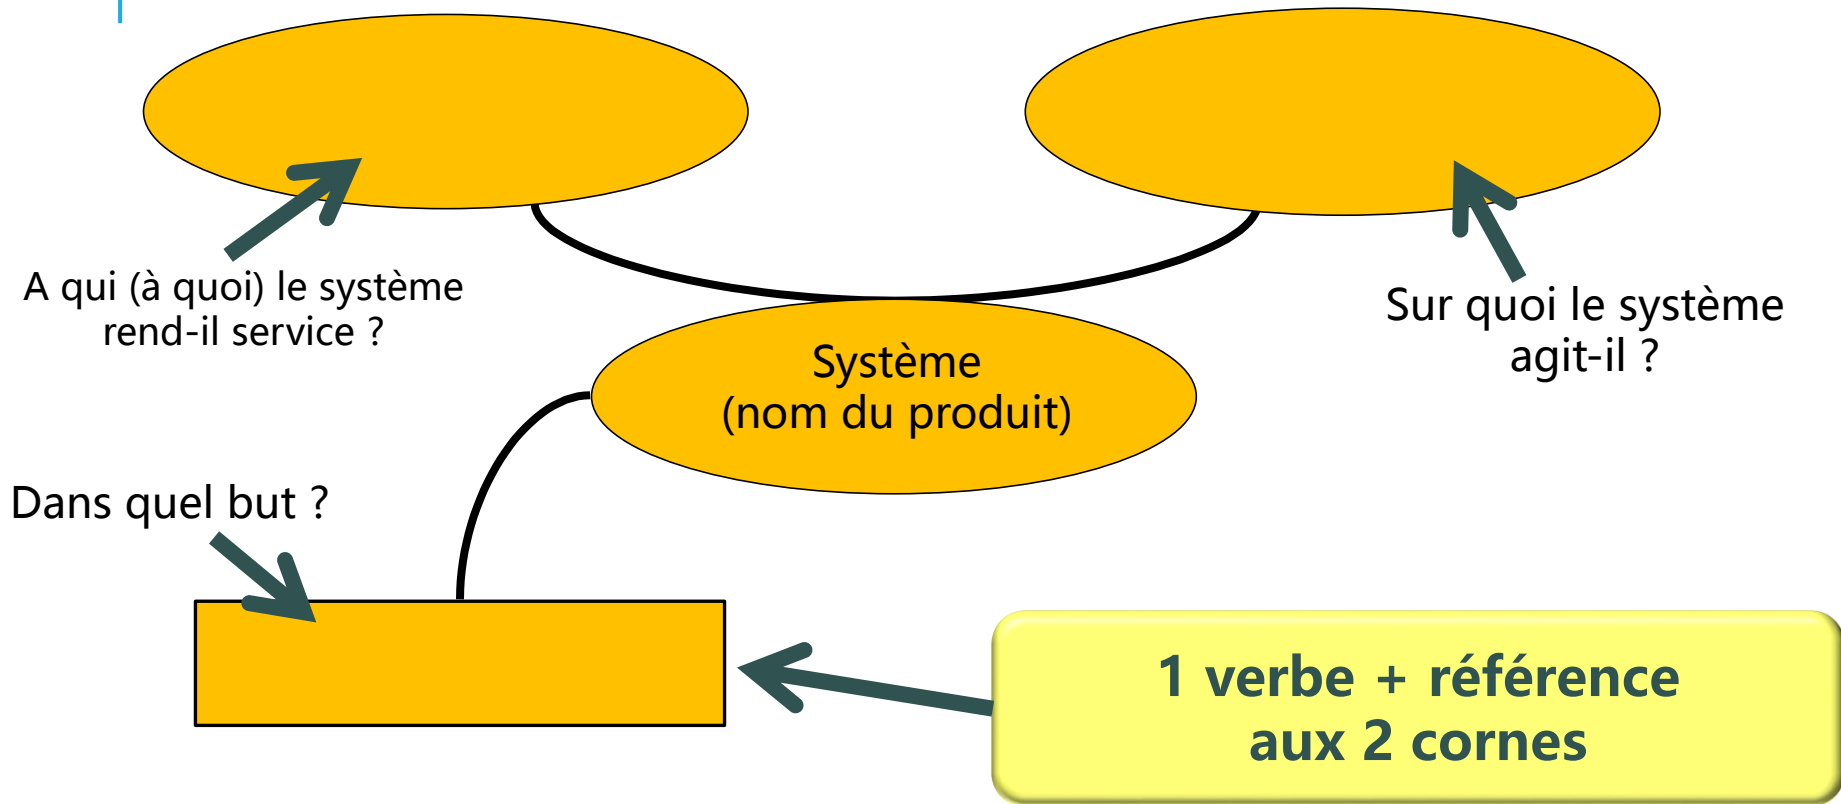 A qui (à quoi) le système
rend-il service ?
Sur quoi le système
agit-il ?
Système
(nom du produit)
Dans quel but ?
1 verbe + référence
aux 2 cornes